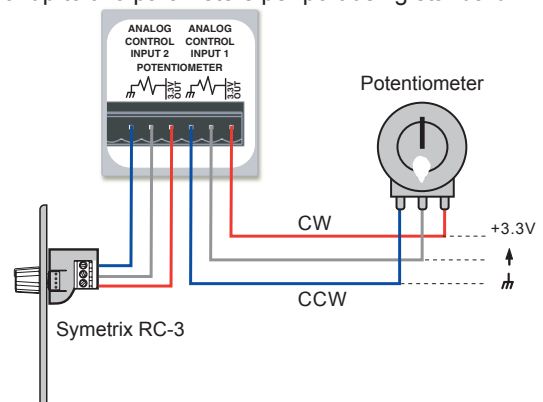 ANALOG ANALOG
CONTROL CONTROL
INPUT 2 INPUT 1
POTENTIOMETER
3.3V OUT 3.3V OUT
Potentiometer
CW
+3.3V
CCW
Symetrix RC-3